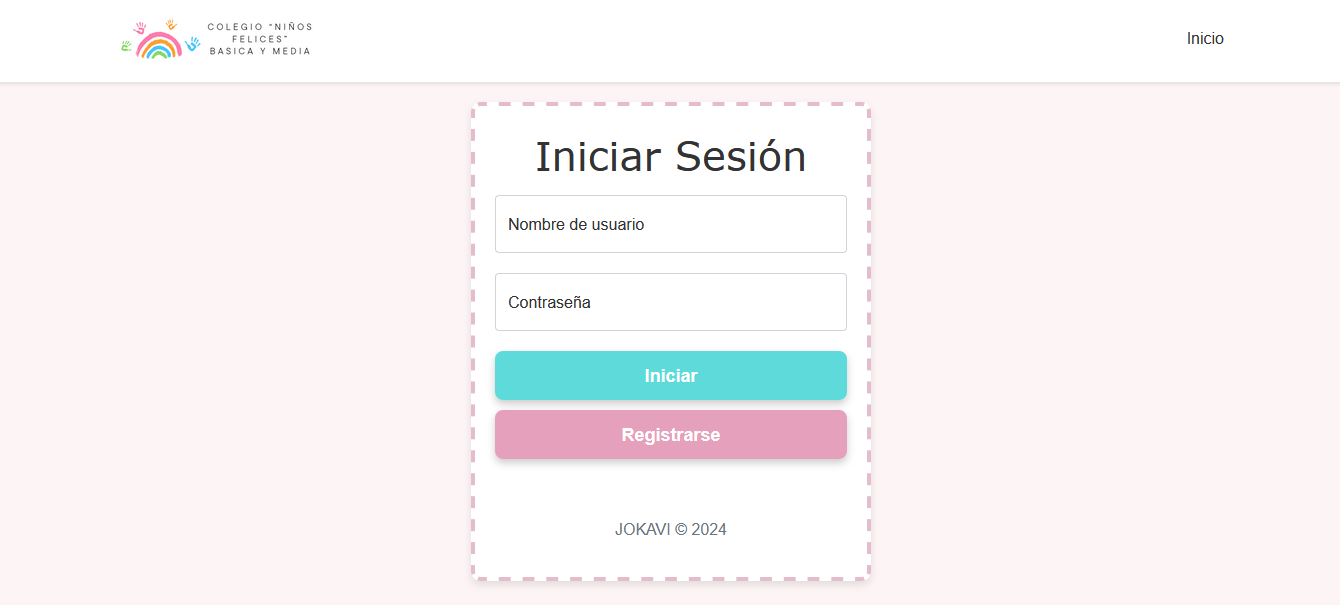 COLEGIO "NIÑOS
FELICES"
BASICA Y MEDIA
Inicio
Iniciar Sesión
Nombre de usuario
Contraseña
Iniciar
Registrarse
JOKAVI © 2024